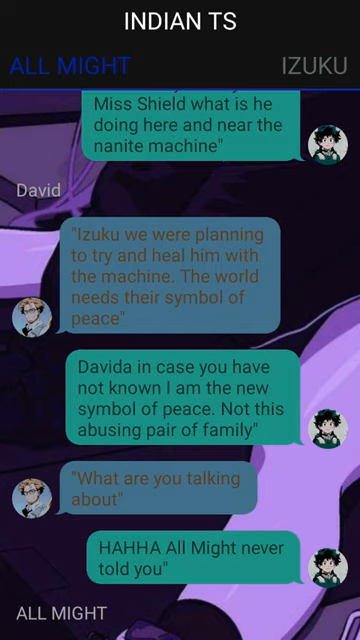 INDIAN TS
ALL MIGHT
IZUKU
Miss Shield what is he
doing here and near the
nanite machine"
David
"Izuku we were planning
to try and heal him with
the machine. The world
needs their symbol of
peace"
Davida in case you have
not known I am the new
symbol of peace. Not this
abusing pair of family"
"What are you talking
about"
HAHHA All Might never
told you"
ALL MIGHT